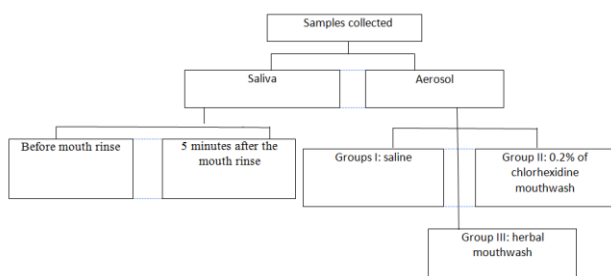 Samples collected
Saliva
Aerosol
Before mouth rinse
5 minutes after the
mouth rinse
Groups I: saline
Group II: 0.2% of
chlorhexidine
mouthwash
Group III: herbal
mouthwash